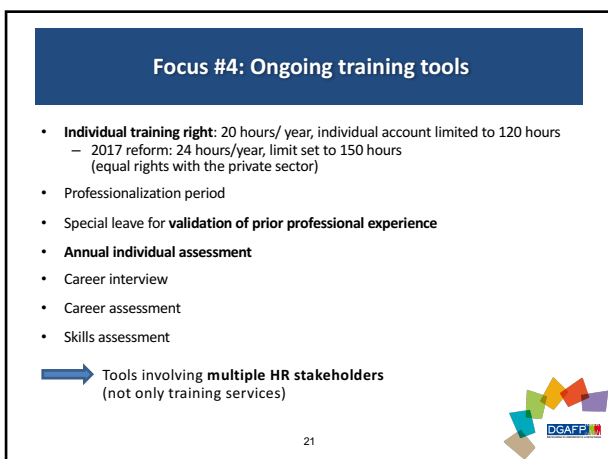 Focus #4: Ongoing training tools
• Individual training right: 20 hours/ year, individual account limited to 120 hours
– 2017 reform: 24 hours/year, limit set to 150 hours
(equal rights with the private sector)
• Professionalization period
• Special leave for validation of prior professional experience
• Annual individual assessment
• Career interview
• Career assessment
• Skills assessment
Tools involving multiple HR stakeholders
(not only training services)
DGAFP
21